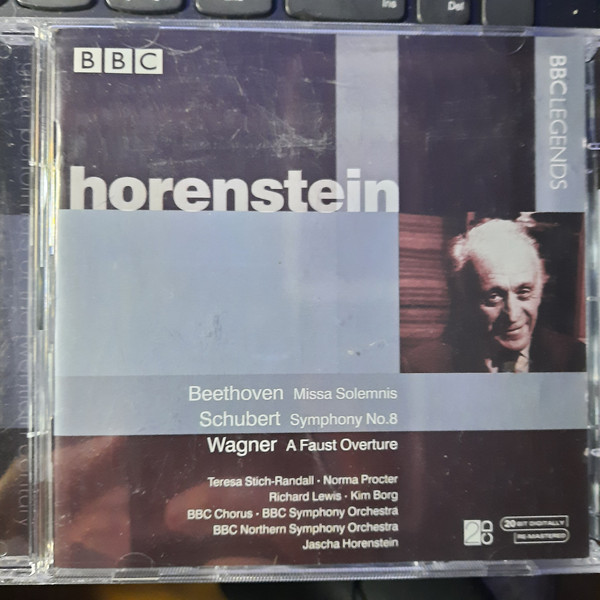 Ins
Del
BBC
BBC LEGENDS
horenstein
Beethoven Missa Solemnis
Schubert Symphony No.8
Wagner A Faust Overture
Teresa Stich-Randall · Norma Procter
Richard Lewis · Kim Borg
BBC Chorus · BBC Symphony Orchestra
BBC Northern Symphony Orchestra
Jascha Horenstein
2 CD
20 BIT DIGITALLY
RE-MASTERED